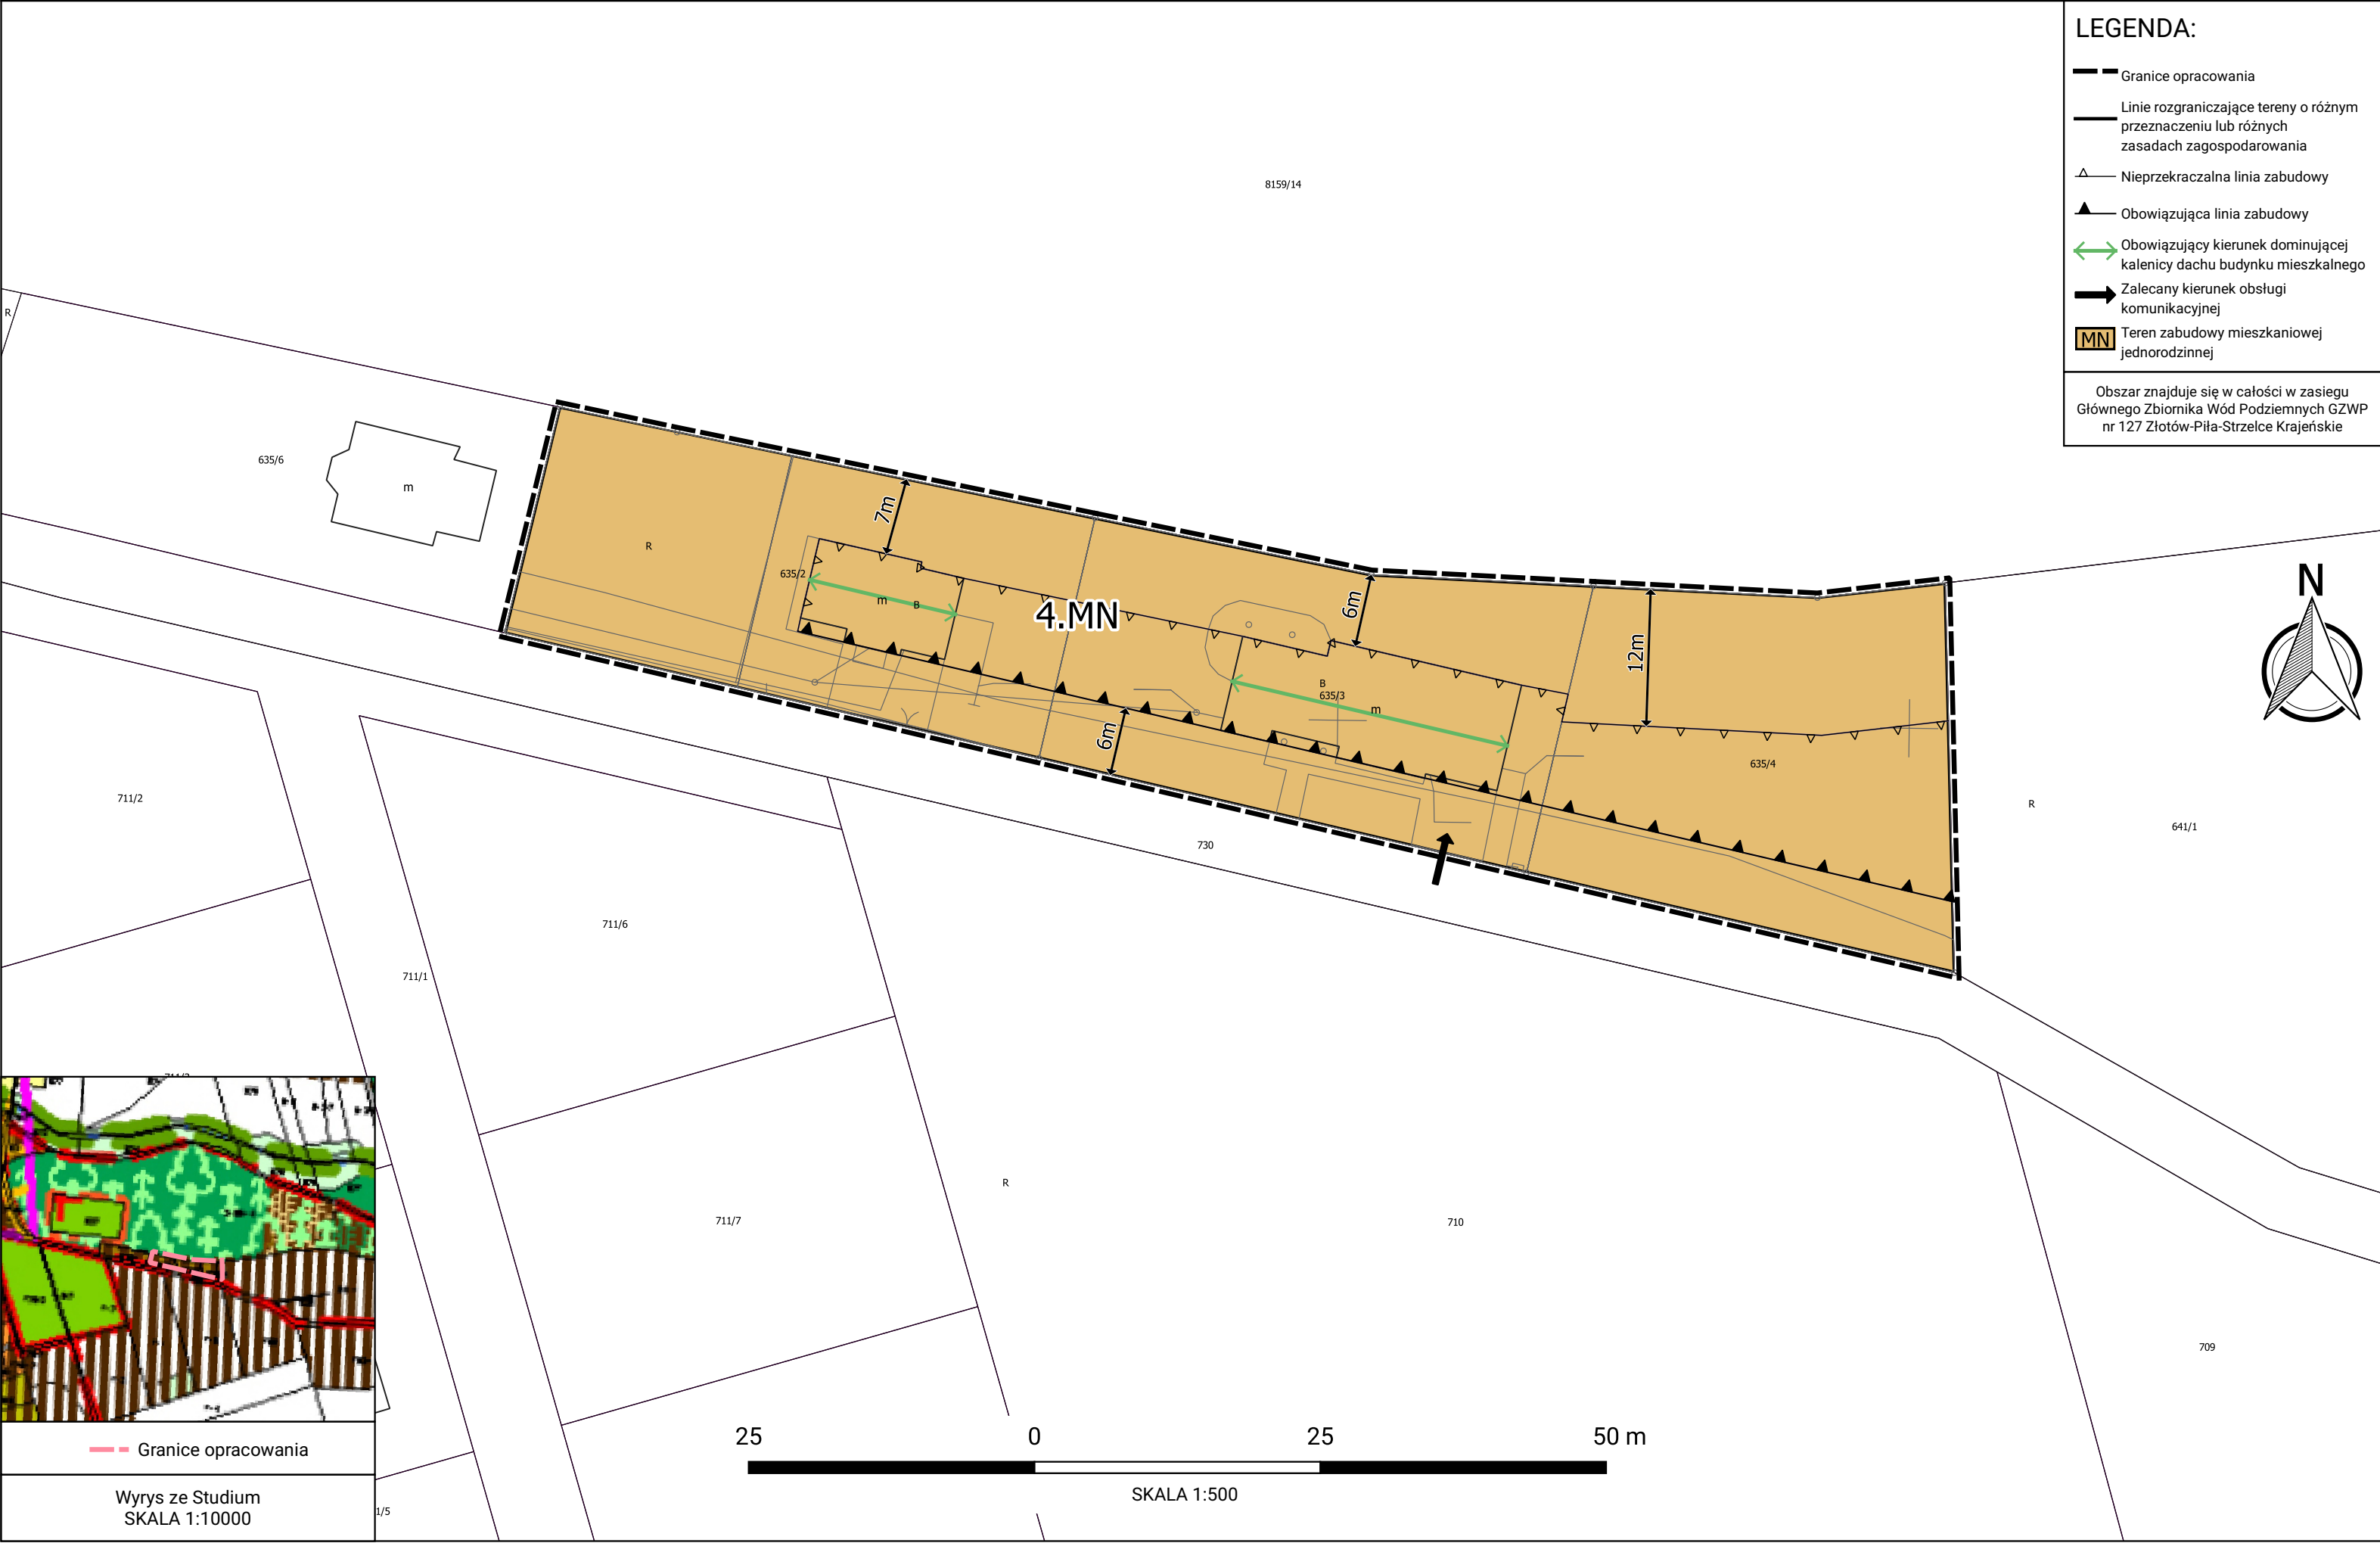 LEGENDA:
Granice opracowania
Linie rozgraniczające tereny o różnym
przeznaczeniu lub różnych
zasadach zagospodarowania
Nieprzekraczalna linia zabudowy
Obowiązująca linia zabudowy
Obowiązujący kierunek dominującej
kalenicy dachu budynku mieszkalnego
Zalecany kierunek obsługi
komunikacyjnej
MN
Teren zabudowy mieszkaniowej
jednorodzinnej
Obszar znajduje się w całości w zasiegu
Głównego Zbiornika Wód Podziemnych GZWP
nr 127 Złotów-Piła-Strzelce Krajeńskie
8159/14
R
635/6
m
7m
R
635/2
m
B
4.MN
6m
12m
N
B
635/3
m
6m
635/4
R
641/1
711/2
730
711/6
711/1
R
711/7
710
709
1/5
Granice opracowania
Wyrys ze Studium
SKALA 1:10000
25
0
25
50 m
SKALA 1:500